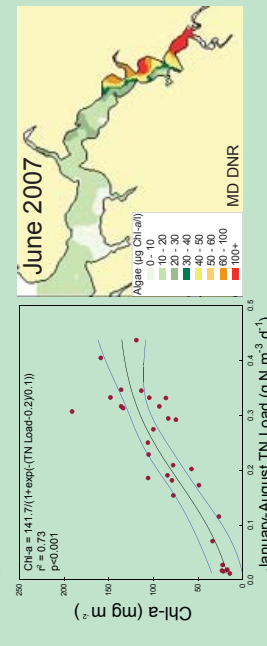 Chl-a = 141.7/(1+exp(-(TN Load-0.2)/0.1))
r² = 0.73
p<0.001
250
200
150
100
50
0
Chl-a (mg m⁻²)
0.0
0.1
0.2
0.3
0.4
0.5
January-August TN Load (g N m⁻³ d⁻¹)
June 2007
Algae (µg Chl-a/l)
0 - 10
10 - 20
20 - 30
30 - 40
40 - 50
50 - 60
60 - 100
100+
MD DNR